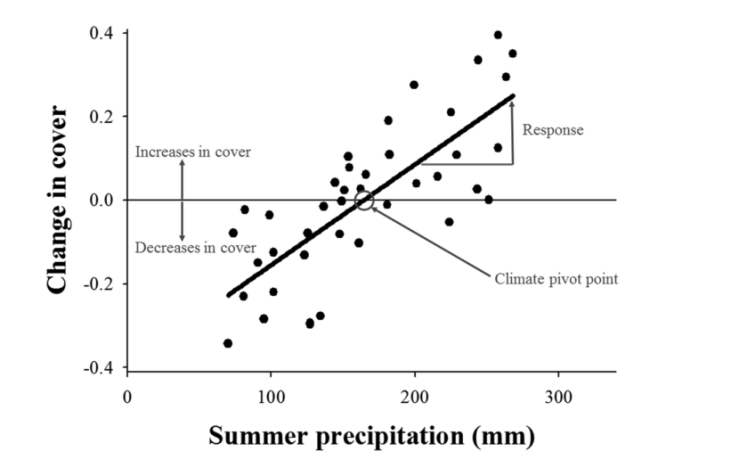 0.4
0.2
0.0
-0.2
-0.4
Change in cover
Increases in cover
Decreases in cover
Response
Climate pivot point
0 100 200 300
Summer precipitation (mm)